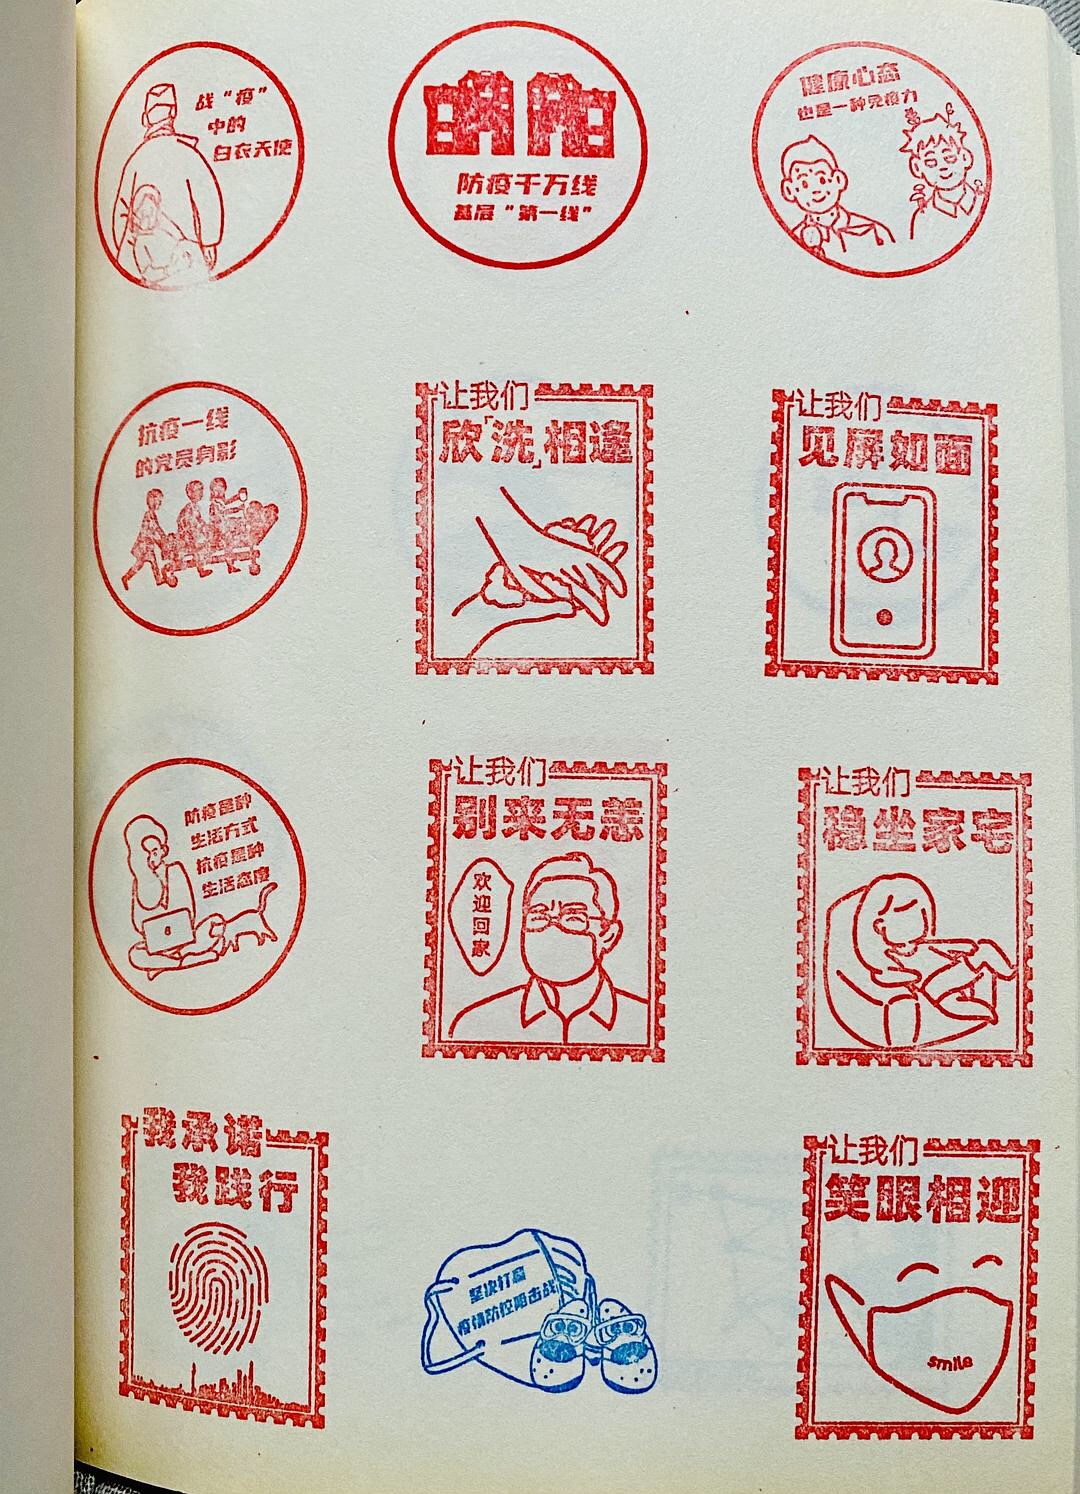 战“疫”
中的
白衣天使
防疫千万线
基层“第一线”
健康心态
也是一种免疫力
抗疫一线
的党员身影
让我们
欣「洗」相逢
让我们
见屏如面
防疫是种
生活方式
抗疫是种
生活态度
让我们
别来无恙
欢迎回家
让我们
稳坐家宅
我承诺
我践行
坚决打赢
疫情防控阻击战
让我们
笑眼相迎
smile